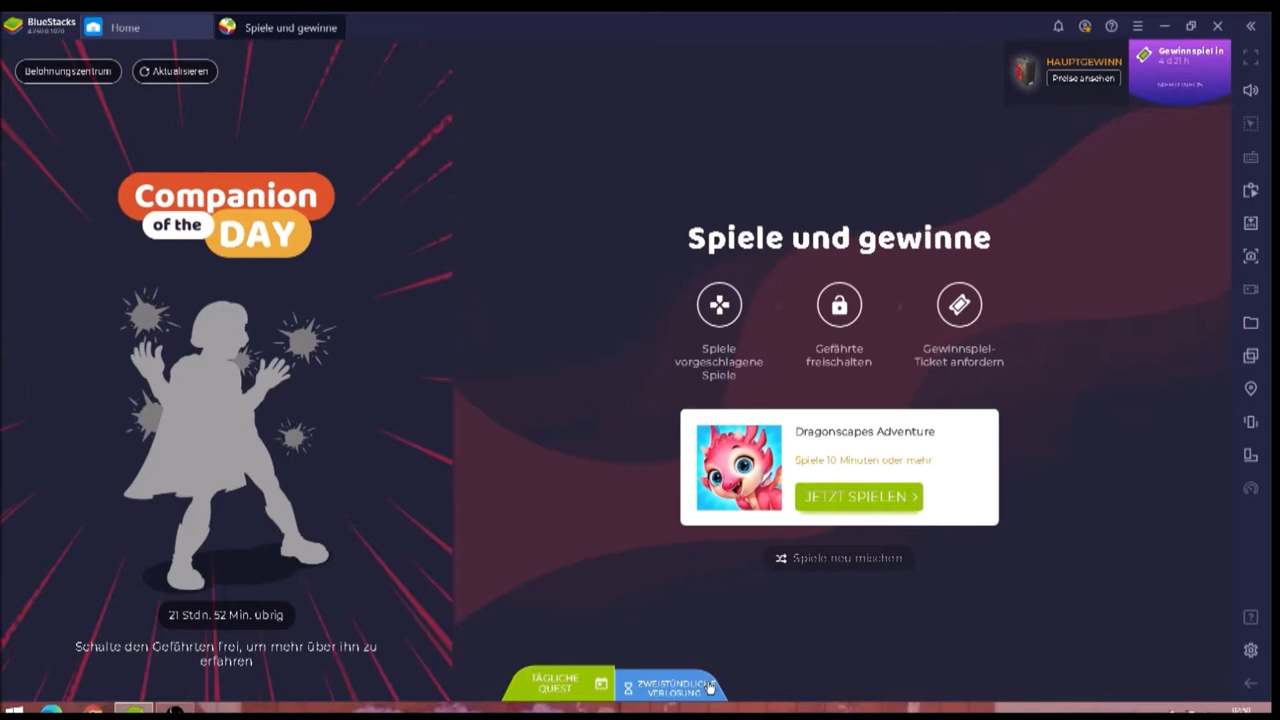 BlueStacks
Home
Spiele und gewinne
Belohnungszentrum
Aktualisieren
HAUPTGEWINN
Preise ansehen
Gewinnspiel in
4 d 21 h
Companion
of the
DAY
Spiele und gewinne
Spiele
vorgeschlagene
Spiele
Gefährte
freischalten
Gewinnspiel-
Ticket anfordern
Dragonscapes Adventure
Spiele 10 Minuten oder mehr
JETZT SPIELEN
Spiele neu mischen
21 Stdn. 52 Min. übrig
Schalte den Gefährten frei, um mehr über ihn zu
erfahren
TÄGLICHE
QUEST
ZWEISTÜNDLICHE
VERLOSUNG